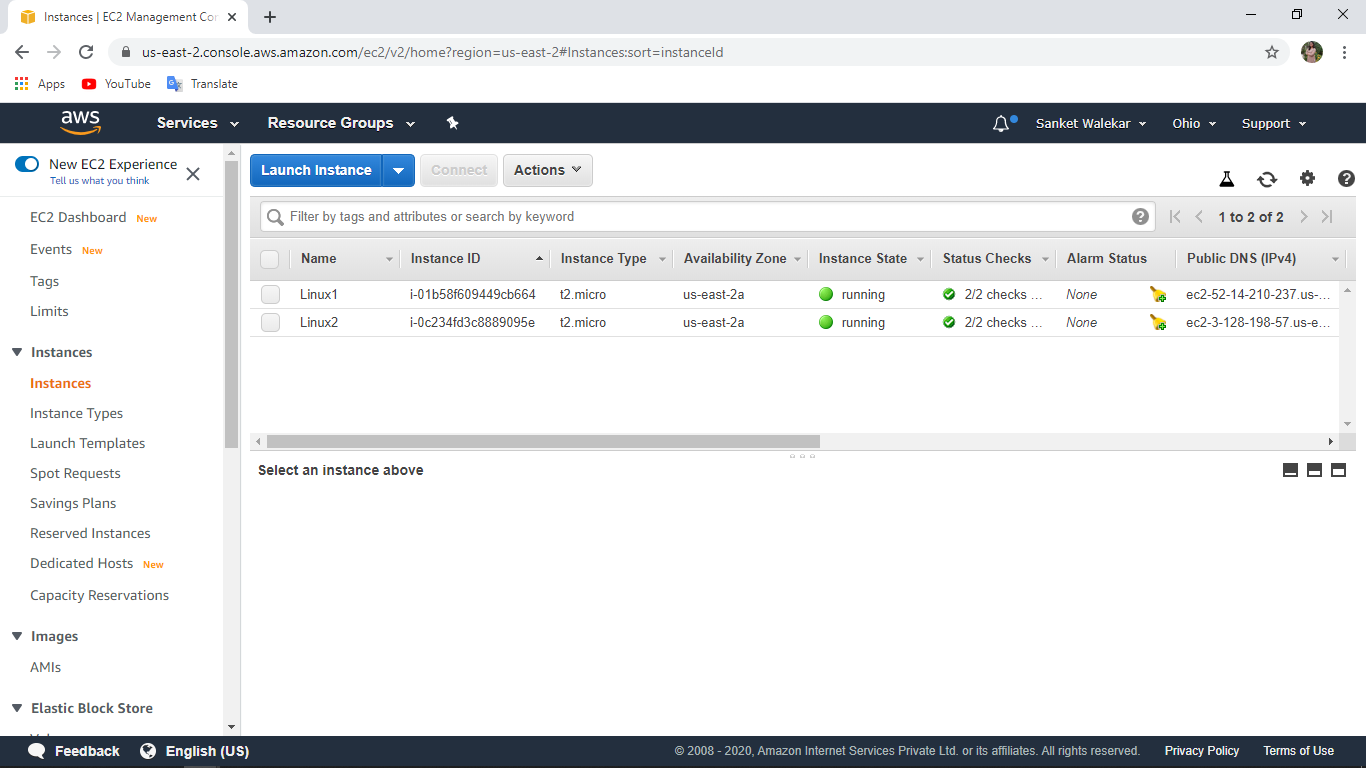 Instances | EC2 Management Con
us-east-2.console.aws.amazon.com/ec2/v2/home?region=us-east-2#Instances:sort=instanceId
Apps YouTube Translate
aws Services Resource Groups Sanket Walekar Ohio Support
New EC2 Experience
Tell us what you think
EC2 Dashboard New
Events New
Tags
Limits
Instances
Instances
Instance Types
Launch Templates
Spot Requests
Savings Plans
Reserved Instances
Dedicated Hosts New
Capacity Reservations
Images
AMIs
Elastic Block Store
Launch Instance Connect Actions
Filter by tags and attributes or search by keyword 1 to 2 of 2
Name Instance ID Instance Type Availability Zone Instance State Status Checks Alarm Status Public DNS (IPv4)
Linux1 i-01b58f609449cb664 t2.micro us-east-2a running 2/2 checks ... None ec2-52-14-210-237.us-...
Linux2 i-0c234fd3c8889095e t2.micro us-east-2a running 2/2 checks ... None ec2-3-128-198-57.us-e...
Select an instance above
Feedback English (US) © 2008 - 2020, Amazon Internet Services Private Ltd. or its affiliates. All rights reserved. Privacy Policy Terms of Use